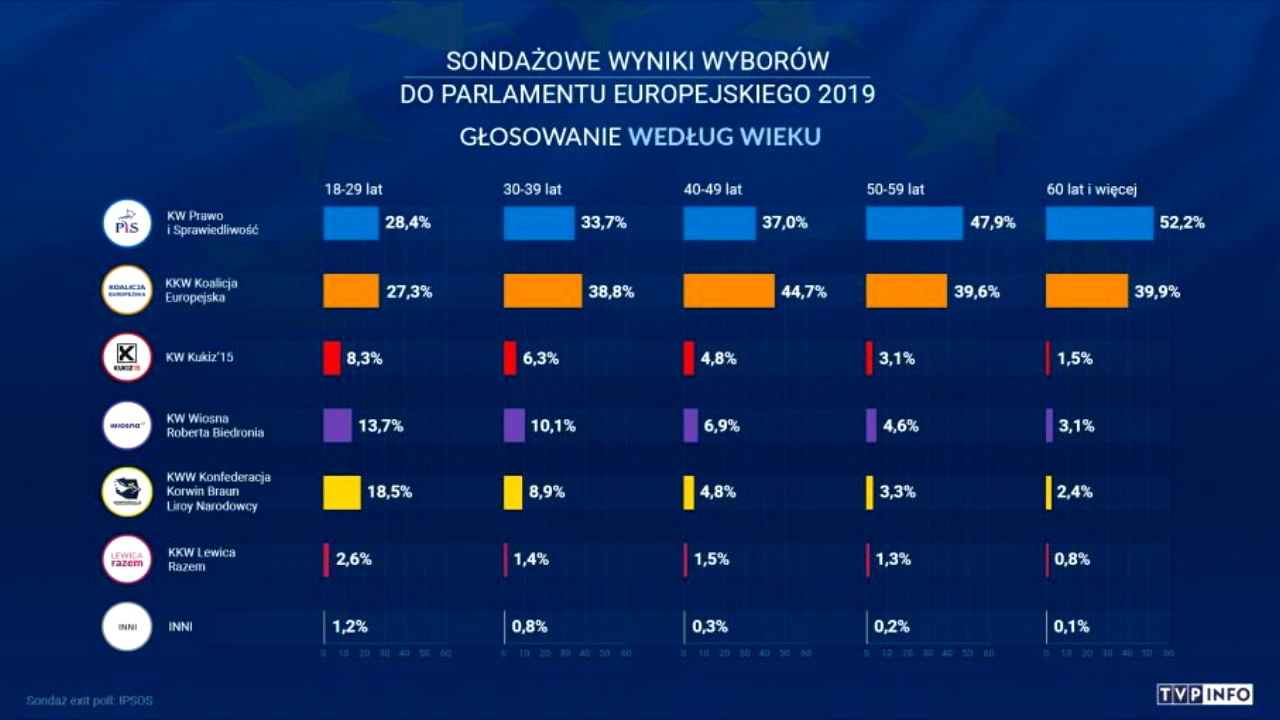 SONDAŻOWE WYNIKI WYBORÓW
DO PARLAMENTU EUROPEJSKIEGO 2019
GŁOSOWANIE WEDŁUG WIEKU
18-29 lat 30-39 lat 40-49 lat 50-59 lat 60 lat i więcej
PiS
KW Prawo
i Sprawiedliwość
28,4% 33,7% 37,0% 47,9% 52,2%
KOALICJA
EUROPEJSKA
KKW Koalicja
Europejska
27,3% 38,8% 44,7% 39,6% 39,9%
K
KUKIZ'15
KW Kukiz'15
8,3% 6,3% 4,8% 3,1% 1,5%
wiosna
KW Wiosna
Roberta Biedronia
13,7% 10,1% 6,9% 4,6% 3,1%
KWW Konfederacja
Korwin Braun
Liroy Narodowcy
18,5% 8,9% 4,8% 3,3% 2,4%
LEWICA
razem
KKW Lewica
Razem
2,6% 1,4% 1,5% 1,3% 0,8%
INNI
INNI
1,2% 0,8% 0,3% 0,2% 0,1%
0 10 20 30 40 50 60 0 10 20 30 40 50 60 0 10 20 30 40 50 60 0 10 20 30 40 50 60 0 10 20 30 40 50 60
Sondaż exit poll: IPSOS
TVP INFO